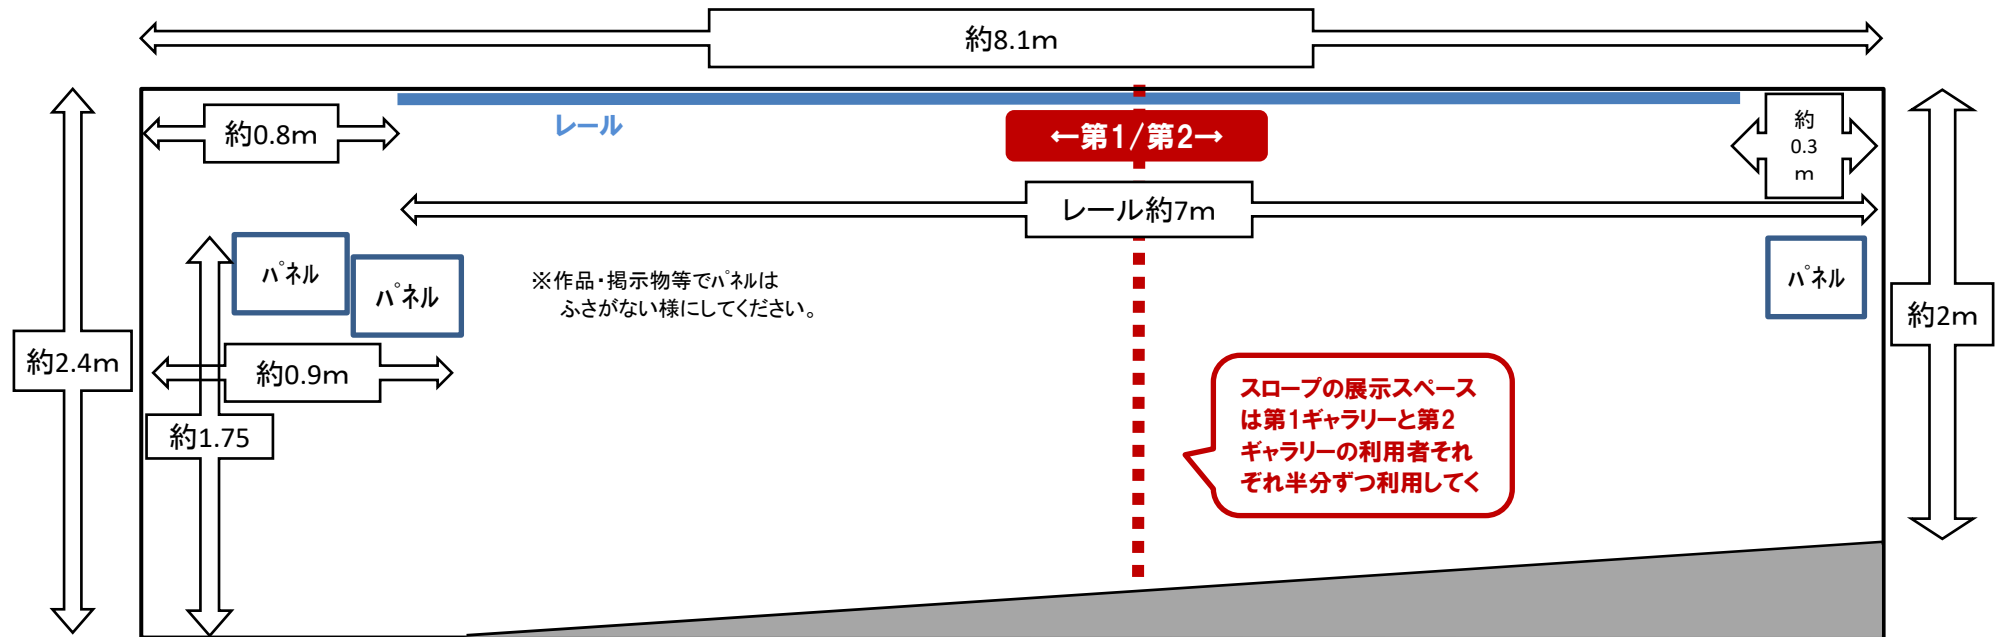 約8.1m
約0.8m
レール
←第1/第2→
約
0.3
m
レール約7m
パネル
パネル
※作品・掲示物等でパネルは
ふさがない様にしてください。
パネル
約2m
約2.4m
約0.9m
約1.75
スロープの展示スペース
は第1ギャラリーと第2
ギャラリーの利用者それ
ぞれ半分ずつ利用してく